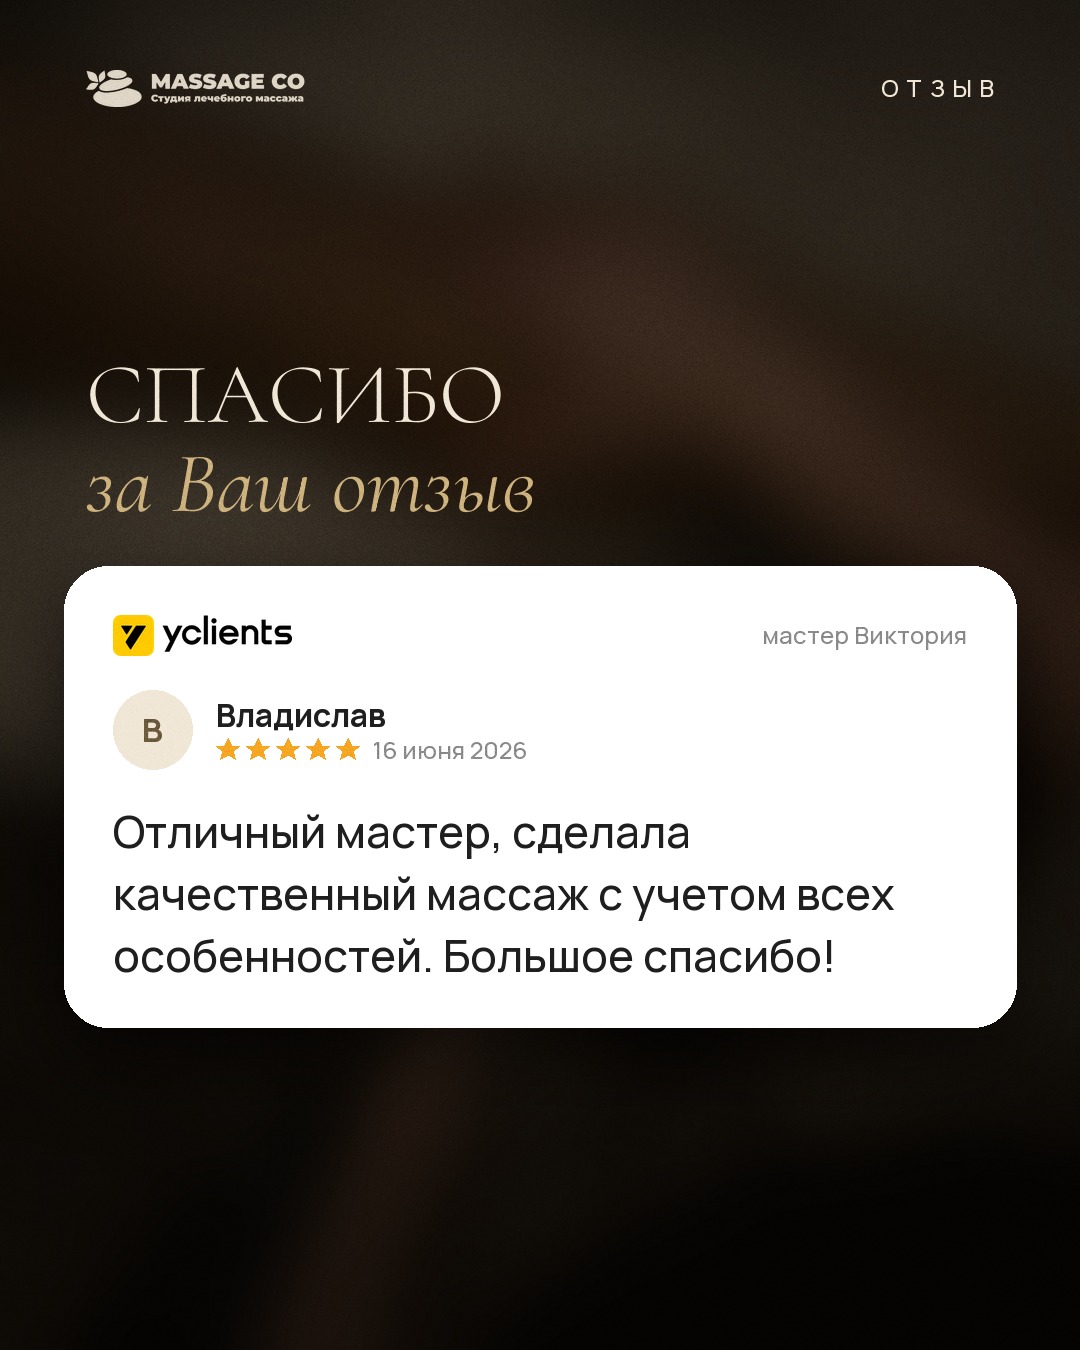 MASSAGE CO
Студия лечебного массажа
ОТЗЫВ
СПАСИБО
за Ваш отзыв
yclients
мастер Виктория
В
Владислав
16 июня 2026
Отличный мастер, сделала
качественный массаж с учетом всех
особенностей. Большое спасибо!